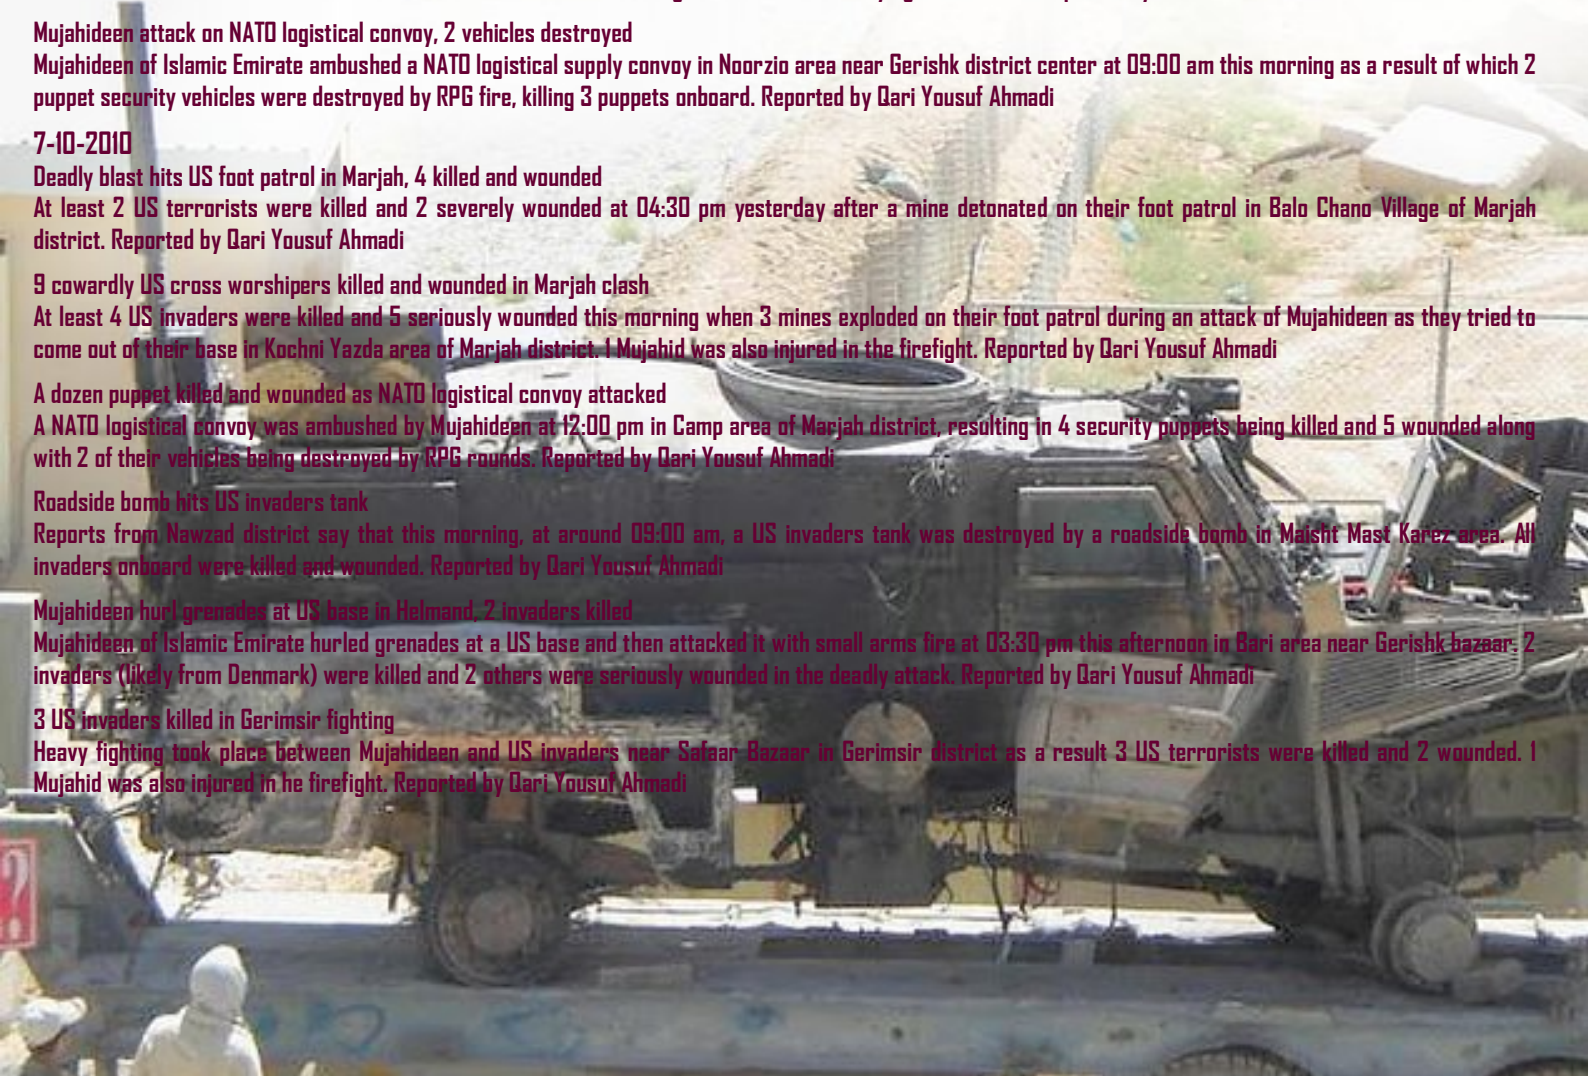 Mujahideen attack on NATO logistical convoy, 2 vehicles destroyed
Mujahideen of Islamic Emirate ambushed a NATO logistical supply convoy in Noorzio area near Gerishk district center at 09:00 am this morning as a result of which 2
puppet security vehicles were destroyed by RPG fire, killing 3 puppets onboard. Reported by Qari Yousuf Ahmadi
7-10-2010
Deadly blast hits US foot patrol in Marjah, 4 killed and wounded
At least 2 US terrorists were killed and 2 severely wounded at 04:30 pm yesterday after a mine detonated on their foot patrol in Balo Chano Village of Marjah
district. Reported by Qari Yousuf Ahmadi
9 cowardly US cross worshipers killed and wounded in Marjah clash
At least 4 US invaders were killed and 5 seriously wounded this morning when 3 mines exploded on their foot patrol during an attack of Mujahideen as they tried to
come out of their base in Kochni Yazda area of Marjah district. 1 Mujahid was also injured in the firefight. Reported by Qari Yousuf Ahmadi
A dozen puppet killed and wounded as NATO logistical convoy attacked
A NATO logistical convoy was ambushed by Mujahideen at 12:00 pm in Camp area of Marjah district, resulting in 4 security puppets being killed and 5 wounded along
with 2 of their vehicles being destroyed by RPG rounds. Reported by Qari Yousuf Ahmadi
Roadside bomb hits US invaders tank
Reports from Nawzad district say that this morning, at around 09:00 am, a US invaders tank was destroyed by a roadside bomb in Maisht Mast Karez area. All
invaders onboard were killed and wounded. Reported by Qari Yousuf Ahmadi
Mujahideen hurl grenades at US base in Helmand, 2 invaders killed
Mujahideen of Islamic Emirate hurled grenades at a US base and then attacked it with small arms fire at 03:30 pm this afternoon in Bari area near Gerishk bazaar. 2
invaders (likely from Denmark) were killed and 2 others were seriously wounded in the deadly attack. Reported by Qari Yousuf Ahmadi
3 US invaders killed in Gerimsir fighting
Heavy fighting took place between Mujahideen and US invaders near Safaar Bazaar in Gerimsir district as a result 3 US terrorists were killed and 2 wounded. 1
Mujahid was also injured in he firefight. Reported by Qari Yousuf Ahmadi
?